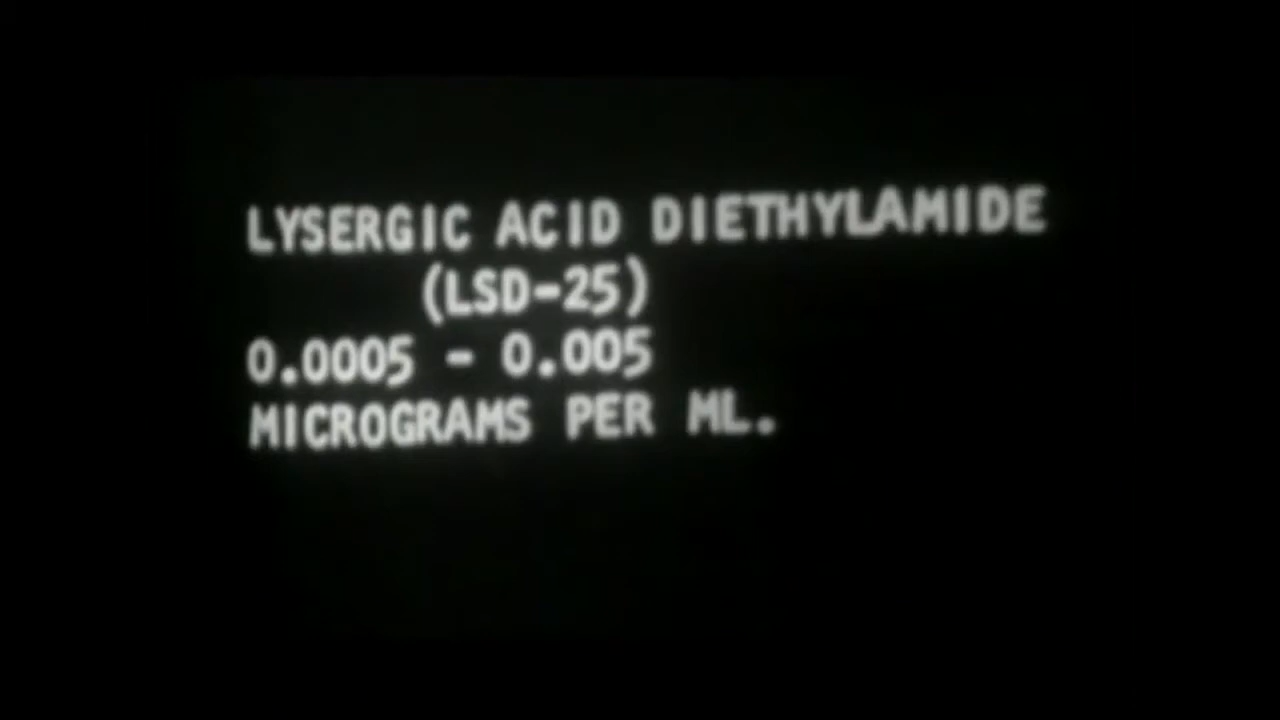 LYSERGIC ACID DIETHYLAMIDE
(LSD-25)
0.0005 - 0.005
MICROGRAMS PER ML.